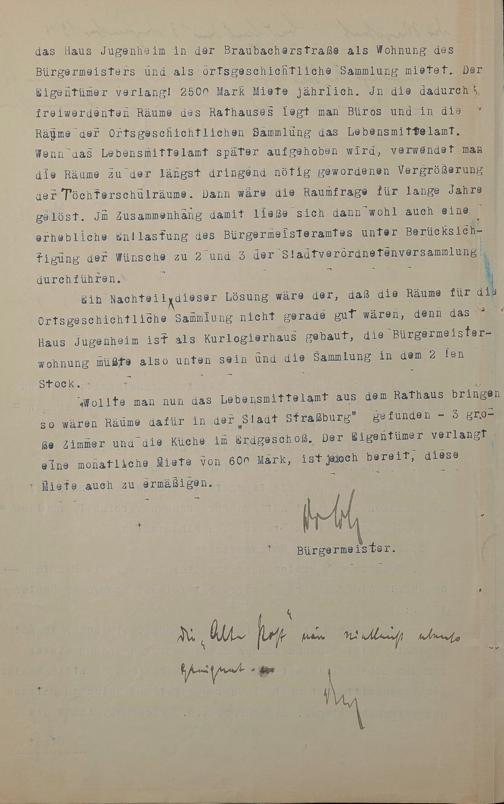 das Haus Jugenheim in der Braubacherstraße als Wohnung des
Bürgermeisters und als ortsgeschichtliche Sammlung mietet. Der
Eigentümer verlangt 2500 Mark Miete jährlich. Jn die dadurch
freiwerdenten Räume des Rathauses legt man Büros und in die
Räume der Ortsgeschichtlichen Sammlung das Lebensmittelamt.
Wenn das Lebensmittelamt später aufgehoben wird, verwendet man
die Räume zu der längst dringend nötig gewordenen Vergrößerung
der Töchterschulräume. Dann wäre die Raumfrage für lange Jahre
gelöst. Jm Zusammenhang damit ließe sich dann wohl auch eine
erhebliche Entlastung des Bürgermeisteramtes unter Berücksich-
tigung der Wünsche zu 2 und 3 der Stadtverordnetenversammlung
durchführen.
Ein Nachteil dieser Lösung wäre der, daß die Räume für die
Ortsgeschichtliche Sammlung nicht gerade gut wären, denn das
Haus Jugenheim ist als Kurlogierhaus gebaut, die Bürgermeister-
wohnung müßte also unten sein und die Sammlung in dem 2 ten
Stock.
Wollte man nun das Lebensmittelamt aus dem Rathaus bringen
so wären Räume dafür in der "Stadt Straßburg" gefunden - 3 gro-
ße Zimmer und die Küche im Erdgeschoß. Der Eigentümer verlangt
eine monatliche Miete von 600 Mark, ist jedoch bereit, diese
Miete auch zu ermäßigen.
Bürgermeister.
Die „Alte Post" wäre vielleicht ebenso
geeignet.